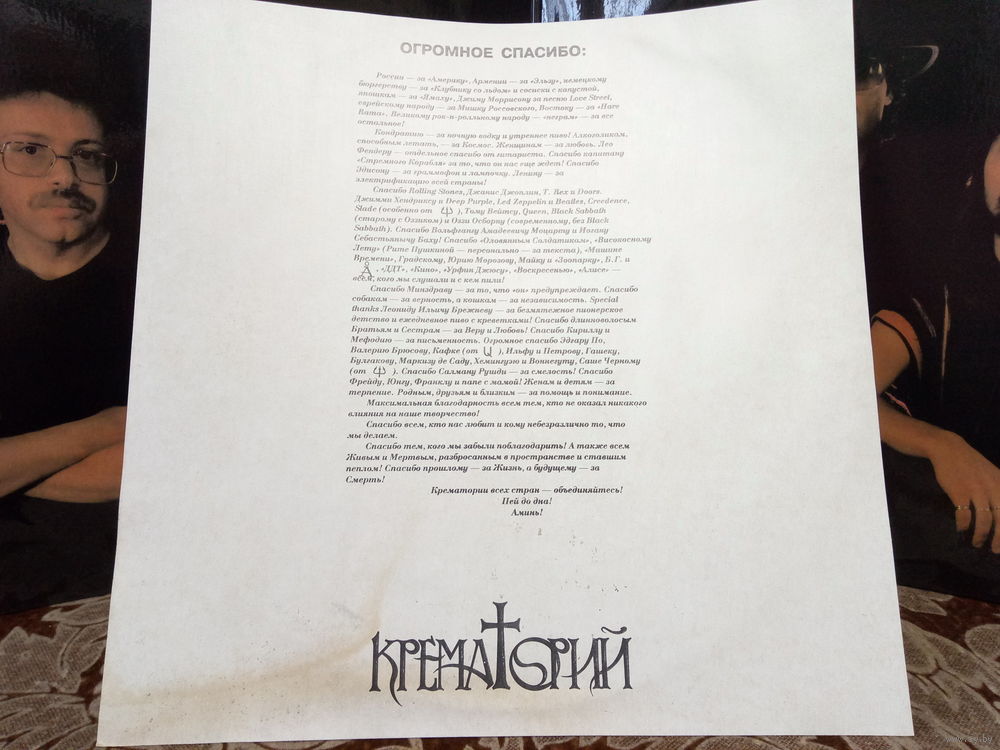 ОГРОМНОЕ СПАСИБО:
России — за «Америку», Армении — за «Эльзу», немецкому
бюргерству — за «Клубнику со льдом» и сосиски с капустой,
япошкам — за «Ямаху», Джиму Моррисону за песню Love Street,
еврейскому народу — за Мишку Россовского, Востоку — за «Hare
Rama». Великому рок-н-ролльному народу — «неграм» — за все
остальное!
Кондратию — за ночную водку и утреннее пиво! Алкоголикам,
способным летать, — за Космос. Женщинам — за любовь. Лео
Фендеру — отдельное спасибо от гитариста. Спасибо капитану
«Стремного Корабля» за то, что он нас еще ждет! Спасибо
Эдисону — за граммофон и лампочку. Ленину — за
электрификацию всей страны!
Спасибо Rolling Stones, Джанис Джоплин, T. Rex и Doors.
Джимми Хендриксу и Deep Purple, Led Zeppelin и Beatles, Creedence,
Slade (особенно от ), Тому Вейтсу, Queen, Black Sabbath
(старому с Оззиком) и Оззи Осборну (современному, без Black
Sabbath). Спасибо Вольфгангу Амадеевичу Моцарту и Иогану
Себастьянычу Баху! Спасибо «Оловянным Солдатикам», «Високосному
Лету» (Рите Пушкиной — персонально — за тексты), «Машине
Времени», Градскому, Юрию Морозову, Майку и «Зоопарку», Б.Г. и
, «ДДТ», «Кино», «Урфин Джюсу», «Воскресенью», «Алисе» —
всем, кого мы слушали и с кем пили!
Спасибо Минздраву — за то, что «он» предупреждает. Спасибо
собакам — за верность, а кошкам — за независимость. Special
thanks Леониду Ильичу Брежневу — за безмятежное пионерское
детство и ежедневное пиво с креветками! Спасибо длинноволосым
Братьям и Сестрам — за Веру и Любовь! Спасибо Кириллу и
Мефодию — за письменность. Огромное спасибо Эдгару По,
Валерию Брюсову, Кафке (от ), Ильфу и Петрову, Гашеку,
Булгакову, Маркизу де Саду, Хемингуэю и Воннегуту, Саше Черному
(от ). Спасибо Салману Рушди — за смелость! Спасибо
Фрейду, Юнгу, Франклу и папе с мамой! Женам и детям — за
терпение. Родным, друзьям и близким — за помощь и понимание.
Максимальная благодарность всем тем, кто не оказал никакого
влияния на наше творчество!
Спасибо всем, кто нас любит и кому небезразлично то, что
мы делаем.
Спасибо тем, кого мы забыли поблагодарить! А также всем
Живым и Мертвым, разбросанным в пространстве и ставшим
пеплом! Спасибо прошлому — за Жизнь, а будущему — за
Смерть!
Крематории всех стран — объединяйтесь!
Пей до дна!
Аминь!
КРЕМАТОРИЙ